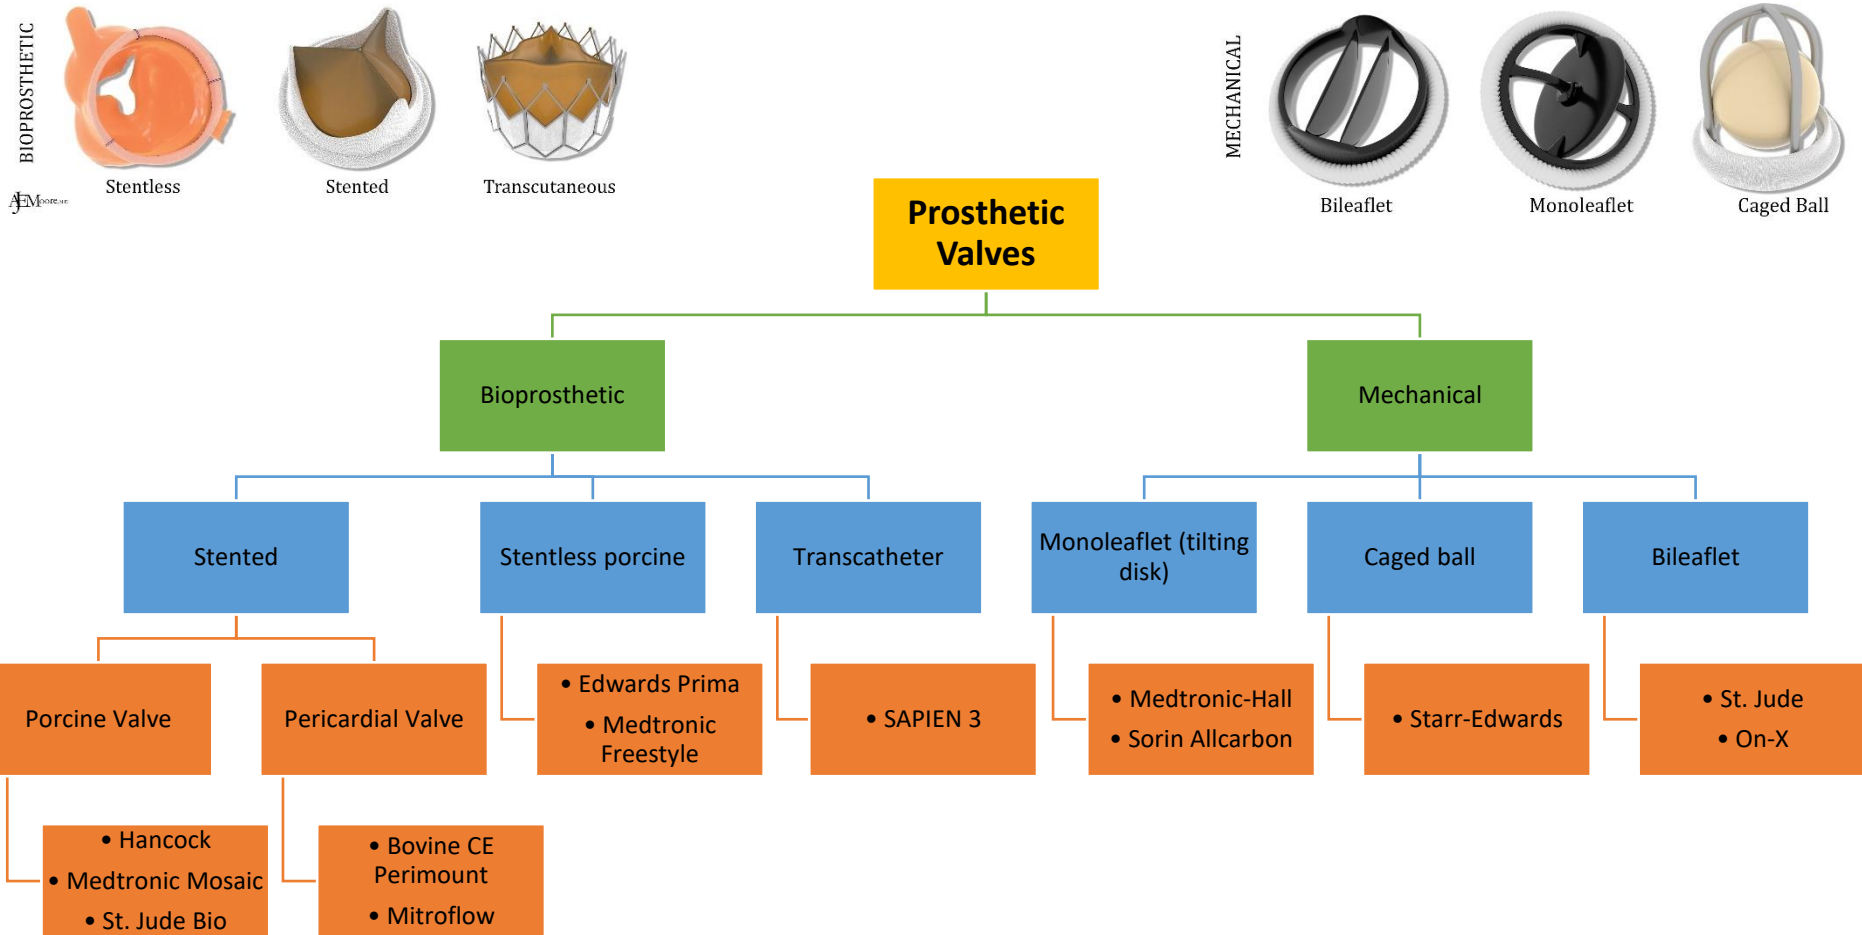 BIOPROSTHETIC
Stentless
Stented
Transcutaneous
AJEMoore, MD
MECHANICAL
Bileaflet
Monoleaflet
Caged Ball
Prosthetic
Valves
Bioprosthetic
Mechanical
Stented
Stentless porcine
Transcatheter
Monoleaflet (tilting
disk)
Caged ball
Bileaflet
Porcine Valve
Pericardial Valve
• Edwards Prima
• Medtronic
Freestyle
• SAPIEN 3
• Medtronic-Hall
• Sorin Allcarbon
• Starr-Edwards
• St. Jude
• On-X
• Hancock
• Medtronic Mosaic
• St. Jude Bio
• Bovine CE
Perimount
• Mitroflow